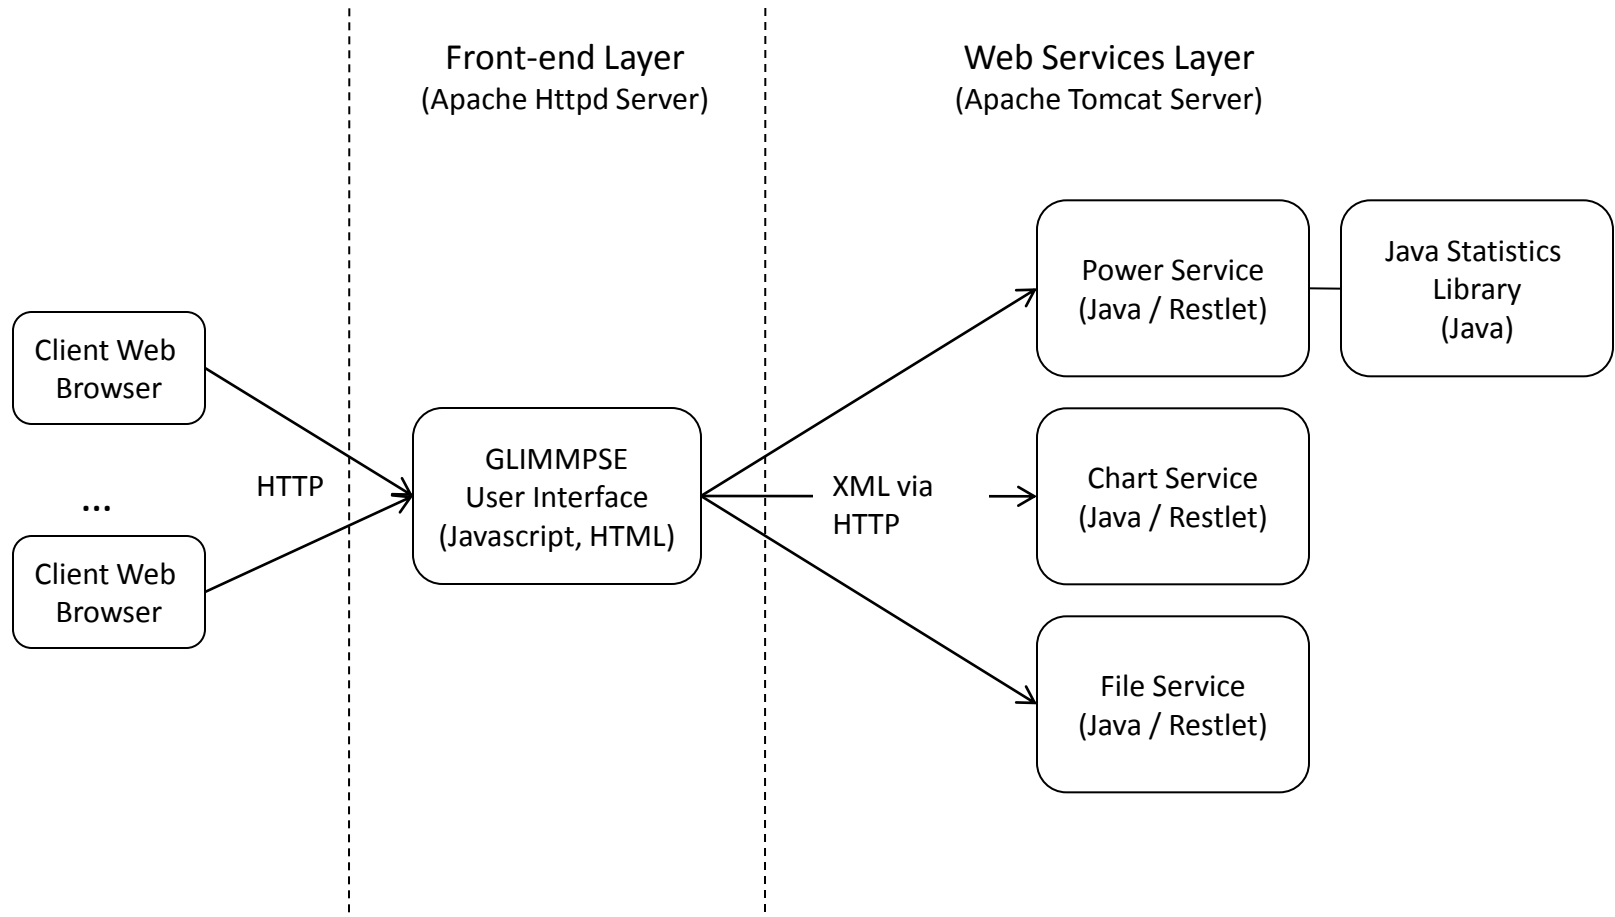 Front-end Layer
(Apache Httpd Server)
Web Services Layer
(Apache Tomcat Server)
Client Web
Browser
...
Client Web
Browser
HTTP
GLIMMPSE
User Interface
(Javascript, HTML)
XML via
HTTP
Power Service
(Java / Restlet)
Java Statistics
Library
(Java)
Chart Service
(Java / Restlet)
File Service
(Java / Restlet)